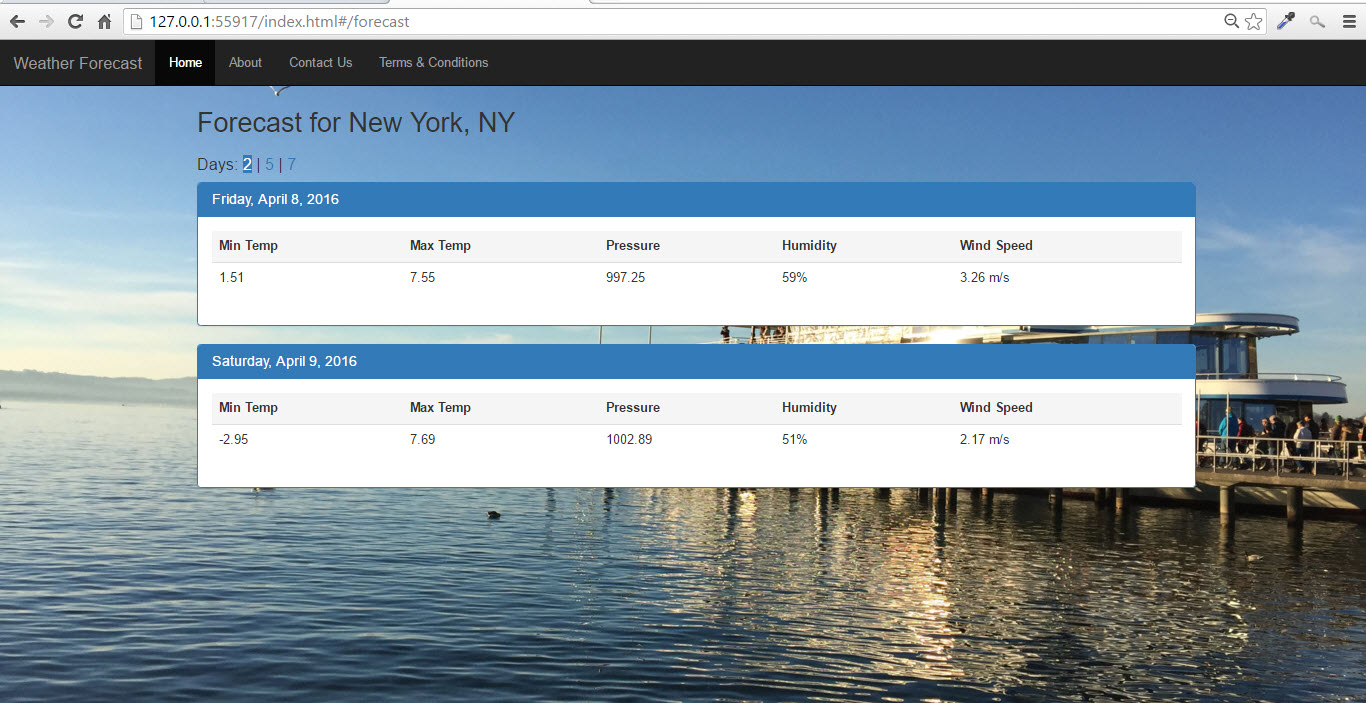 127.0.0.1:55917/index.html#/forecast
Weather Forecast Home About Contact Us Terms & Conditions
Forecast for New York, NY
Days: 2 | 5 | 7
Friday, April 8, 2016
Min Temp Max Temp Pressure Humidity Wind Speed
1.51 7.55 997.25 59% 3.26 m/s
Saturday, April 9, 2016
Min Temp Max Temp Pressure Humidity Wind Speed
-2.95 7.69 1002.89 51% 2.17 m/s